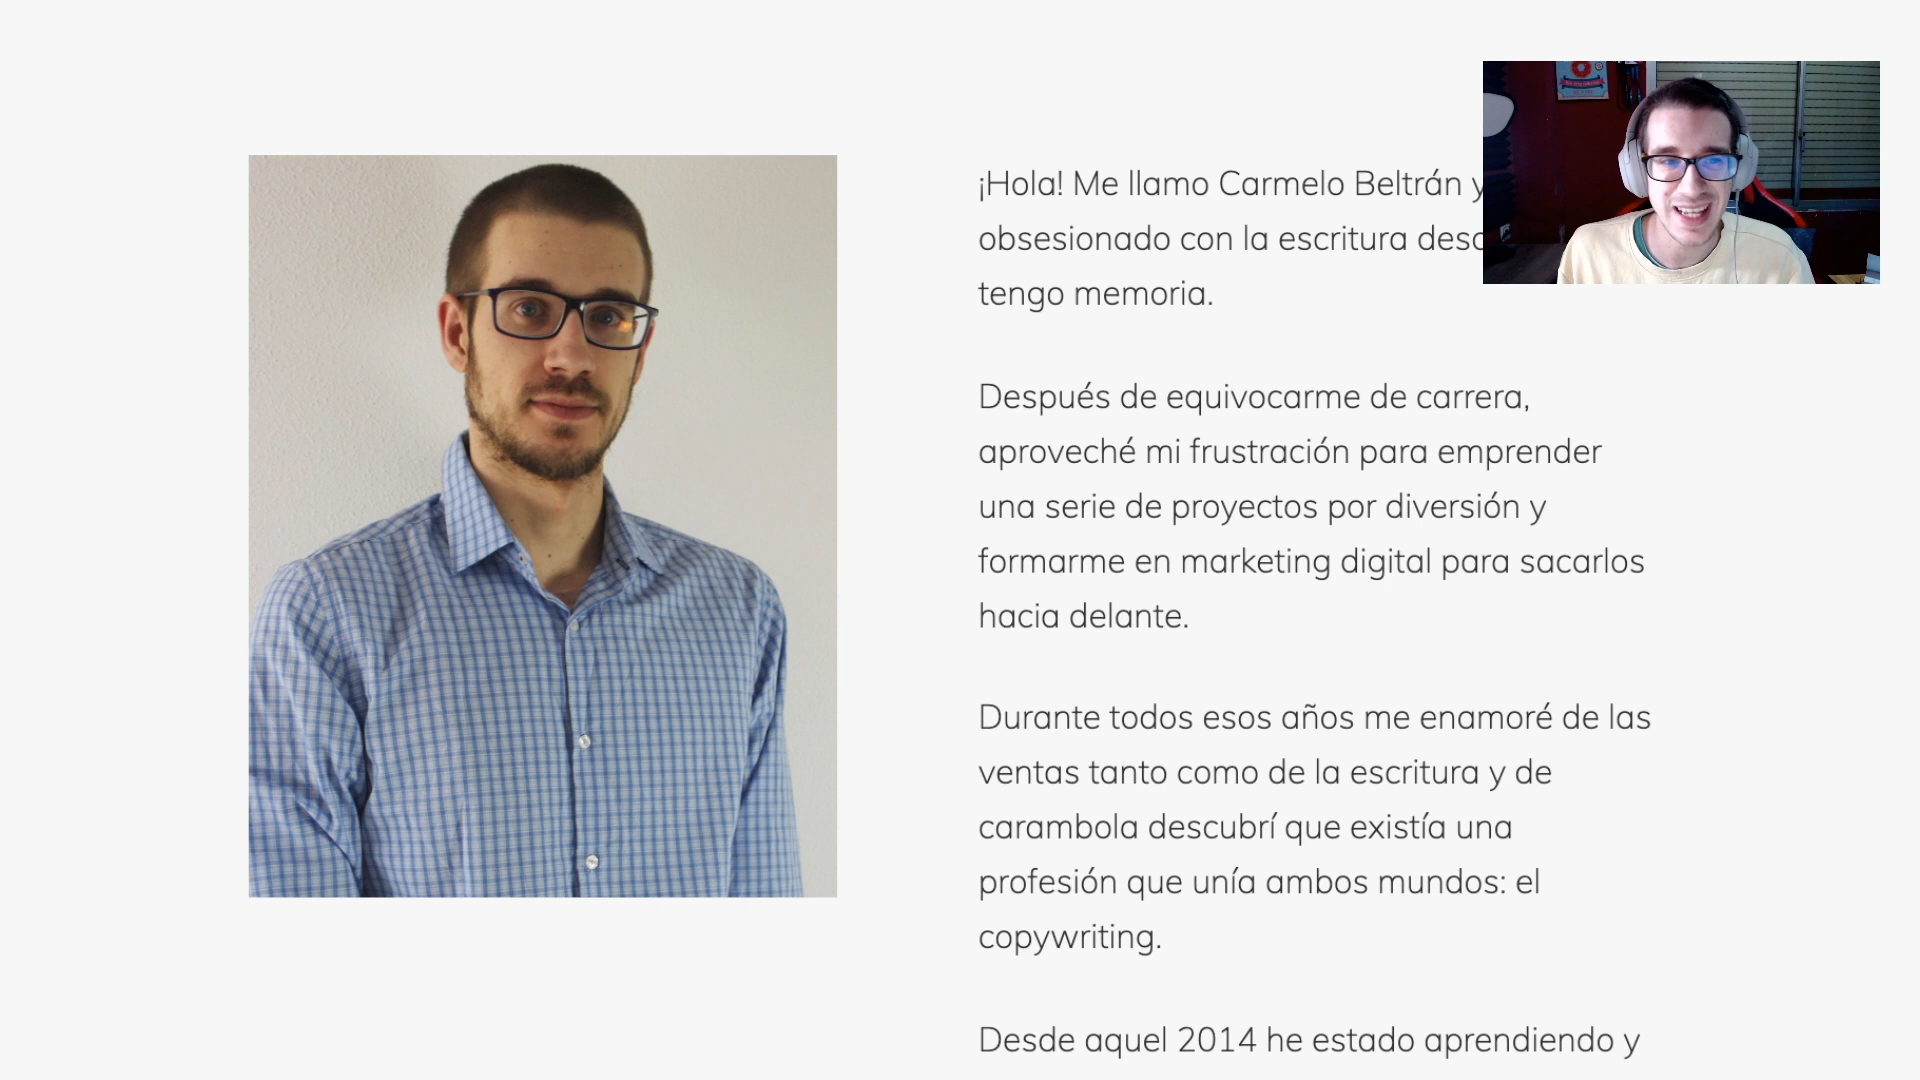 ¡Hola! Me llamo Carmelo Beltrán y
obsesionado con la escritura
tengo memoria.
Después de equivocarme de carrera,
aproveché mi frustración para emprender
una serie de proyectos por diversión y
formarme en marketing digital para sacarlos
hacia delante.
Durante todos esos años me enamoré de las
ventas tanto como de la escritura y de
carambola descubrí que existía una
profesión que unía ambos mundos: el
copywriting.
Desde aquel 2014 he estado aprendiendo y